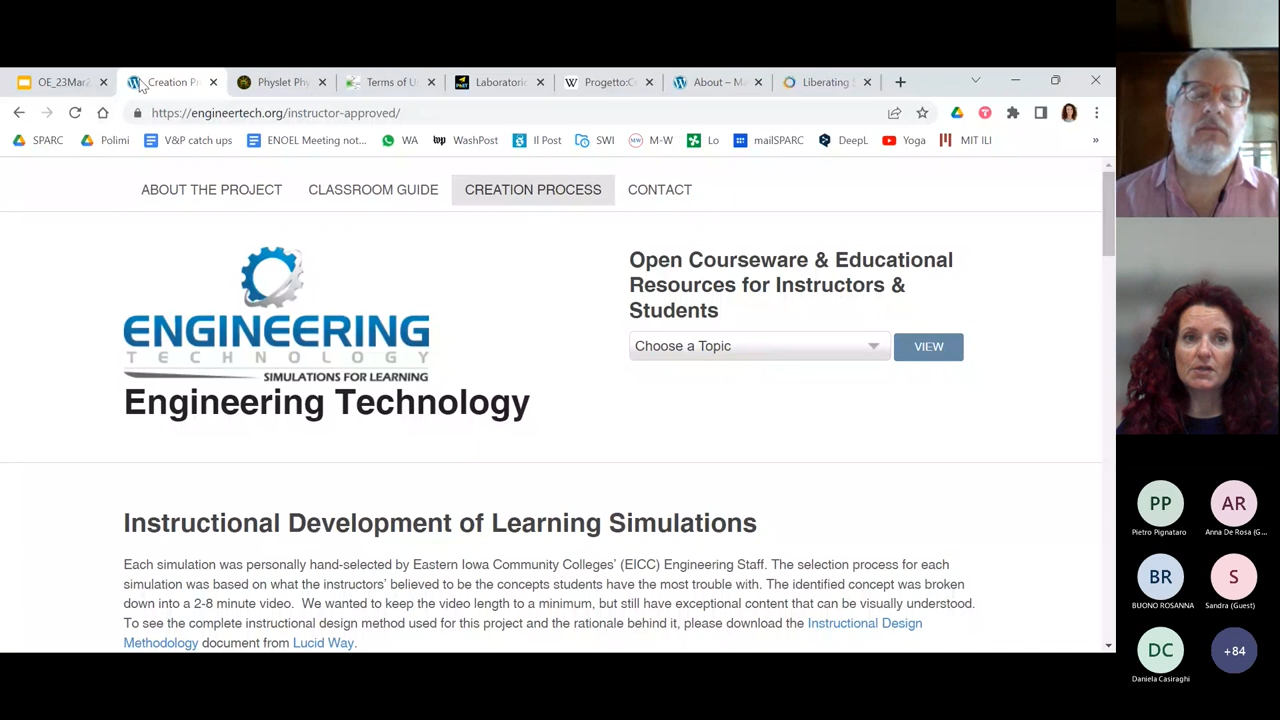 OE_23Mar2
Creation Pr
Physlet Phy
Terms of U
Laboratorio
Progetto:C
About – Ma
Liberating S
https://engineertech.org/instructor-approved/
SPARC
Polimi
V&P catch ups
ENOEL Meeting not...
WA
WashPost
Il Post
SWI
M-W
Lo
mailSPARC
DeepL
Yoga
MIT ILI
»
ABOUT THE PROJECT
CLASSROOM GUIDE
CREATION PROCESS
CONTACT
ENGINEERING
TECHNOLOGY
SIMULATIONS FOR LEARNING
Engineering Technology
Open Courseware & Educational
Resources for Instructors &
Students
Choose a Topic
VIEW
Instructional Development of Learning Simulations
Each simulation was personally hand-selected by Eastern Iowa Community Colleges' (EICC) Engineering Staff. The selection process for each
simulation was based on what the instructors' believed to be the concepts students have the most trouble with. The identified concept was broken
down into a 2-8 minute video.  We wanted to keep the video length to a minimum, but still have exceptional content that can be visually understood.
To see the complete instructional design method used for this project and the rationale behind it, please download the Instructional Design
Methodology document from Lucid Way.
PP
Pietro Pignataro
AR
Anna De Rosa (G...
BR
BUONO ROSANNA
S
Sandra (Guest)
DC
Daniela Casiraghi
+84